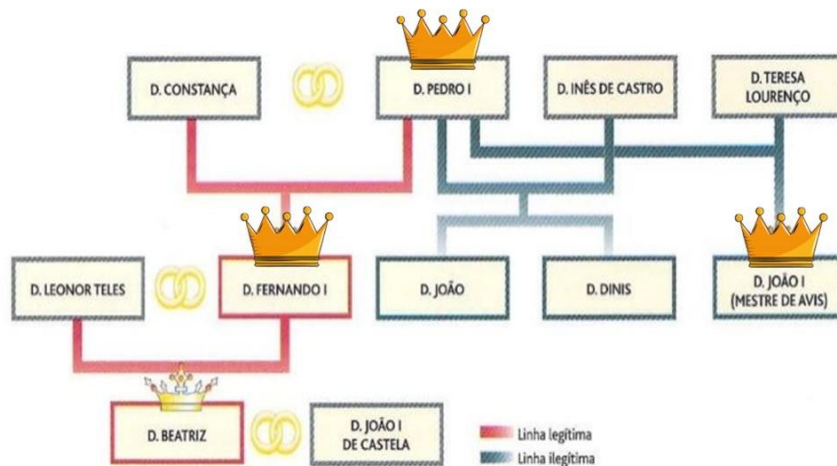 D. CONSTANÇA
D. PEDRO I
D. INÊS DE CASTRO
D. TERESA
LOURENÇO
D. LEONOR TELES
D. FERNANDO I
D. JOÃO
D. DINIS
D. JOÃO I
(MESTRE DE AVIS)
D. BEATRIZ
D. JOÃO I
DE CASTELA
Linha legítima
Linha ilegítima